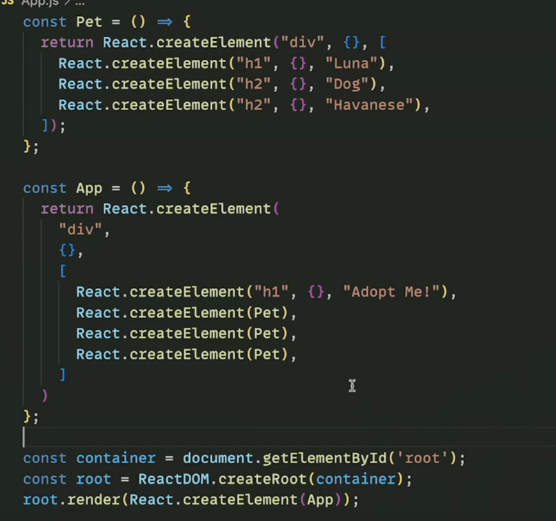 JS App.js > ...
const Pet = () => {
return React.createElement("div", {}, [
React.createElement("h1", {}, "Luna"),
React.createElement("h2", {}, "Dog"),
React.createElement("h2", {}, "Havanese"),
]);
};
const App = () => {
return React.createElement(
"div",
{},
[
React.createElement("h1", {}, "Adopt Me!"),
React.createElement(Pet),
React.createElement(Pet),
React.createElement(Pet),
]
)
};
const container = document.getElementById('root');
const root = ReactDOM.createRoot(container);
root.render(React.createElement(App));